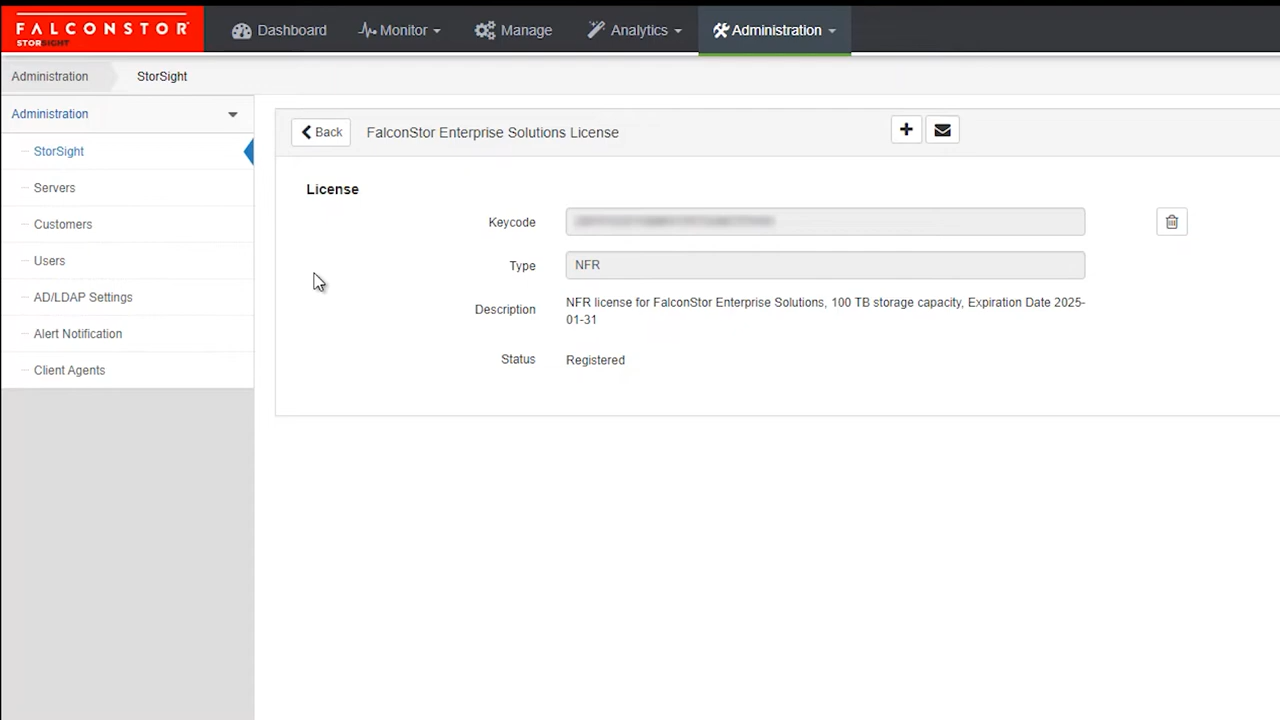 FALCONSTOR
STORSIGHT
Dashboard
Monitor
Manage
Analytics
Administration
Administration
StorSight
Administration
StorSight
Servers
Customers
Users
AD/LDAP Settings
Alert Notification
Client Agents
Back
FalconStor Enterprise Solutions License
License
Keycode
Type
NFR
Description
NFR license for FalconStor Enterprise Solutions, 100 TB storage capacity, Expiration Date 2025-
01-31
Status
Registered